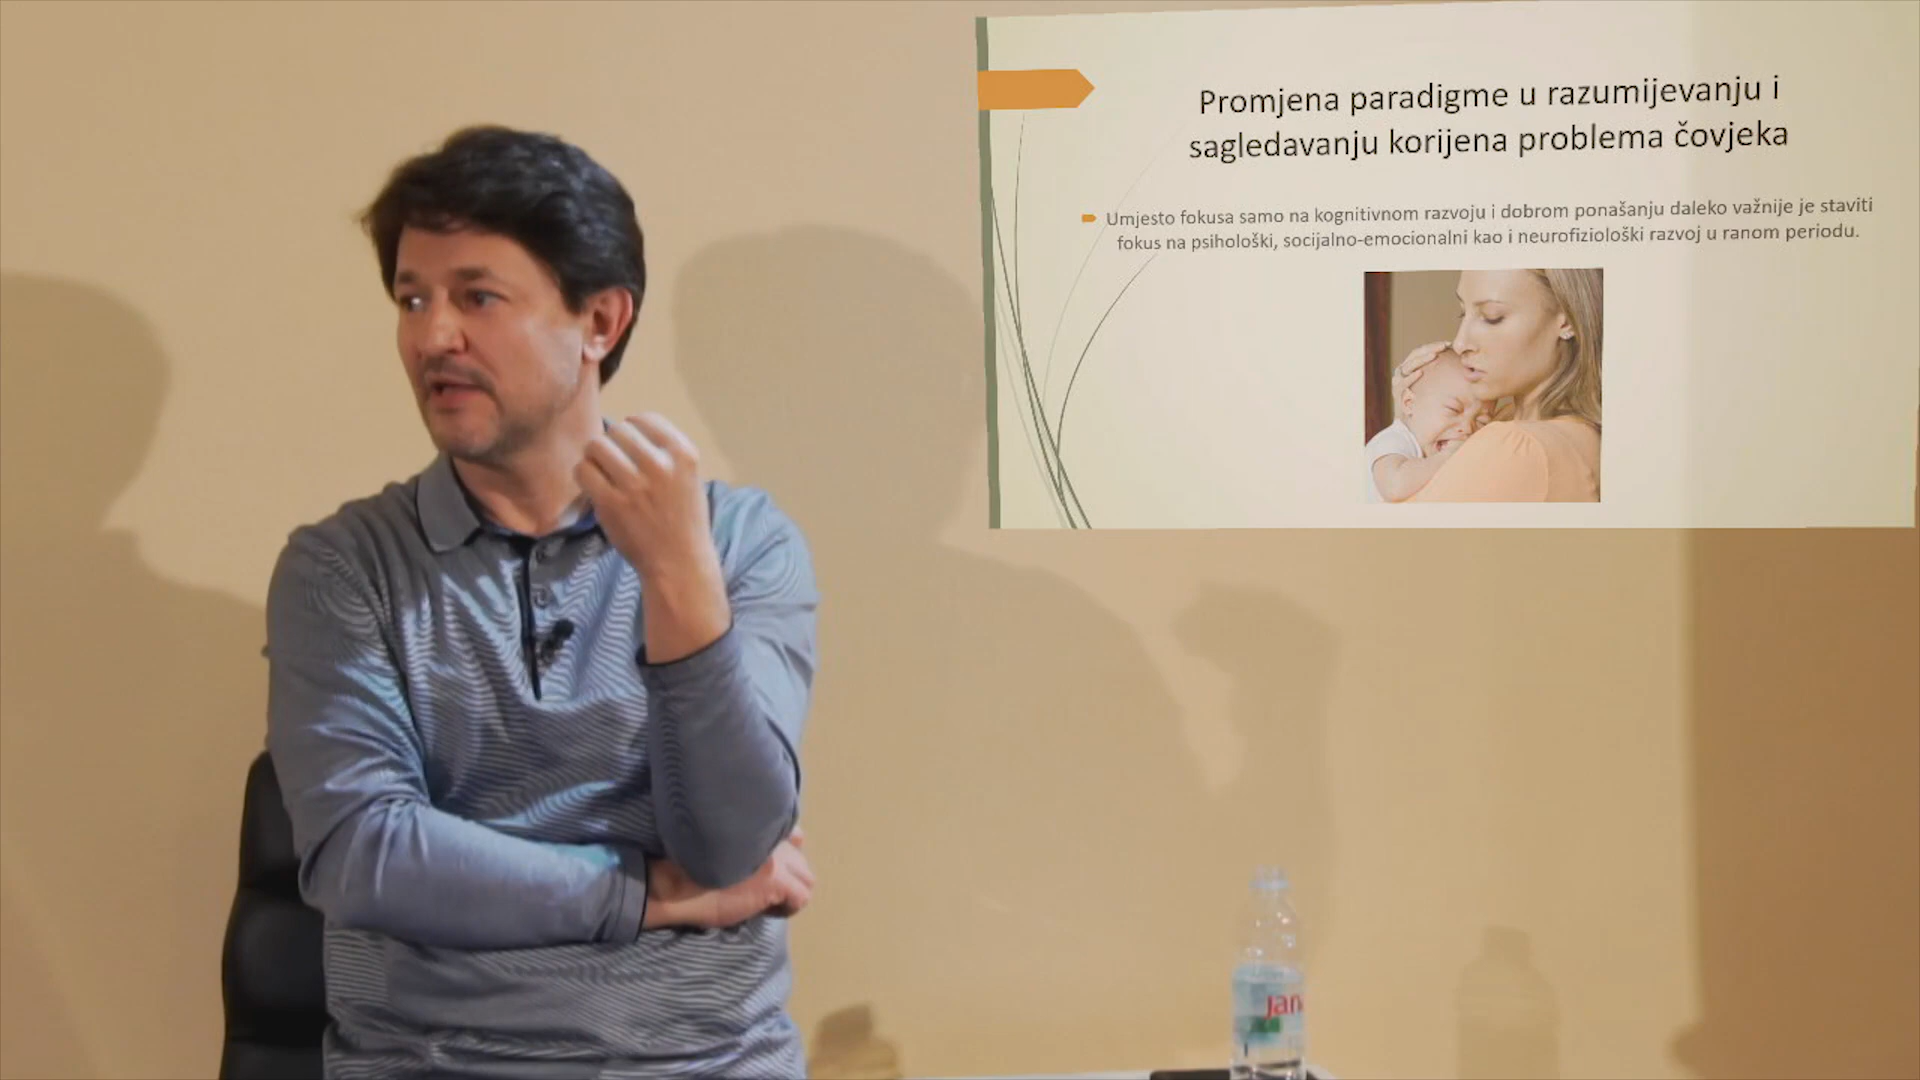 Promjena paradigme u razumijevanju i
sagledavanju korijena problema čovjeka
Umjesto fokusa samo na kognitivnom razvoju i dobrom ponašanju daleko važnije je staviti
fokus na psihološki, socijalno-emocionalni kao i neurofiziološki razvoj u ranom periodu.
jan